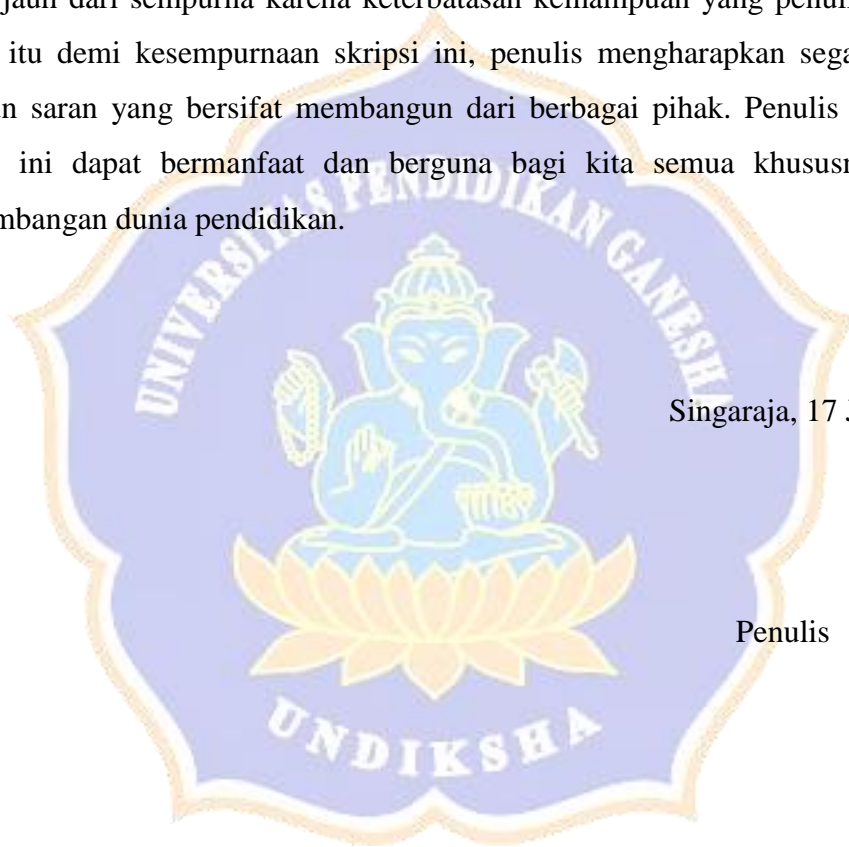 jauh dari sempurna karena keterbatasan kemampuan yang penuli
itu demi kesempurnaan skripsi ini, penulis mengharapkan sega
n saran yang bersifat membangun dari berbagai pihak. Penulis
ini dapat bermanfaat dan berguna bagi kita semua khususn
mbangan dunia pendidikan.
UNIVERSITAS PENDIDIKAN GANESHA
Singaraja, 17 J
Penulis
UNDIKSHA